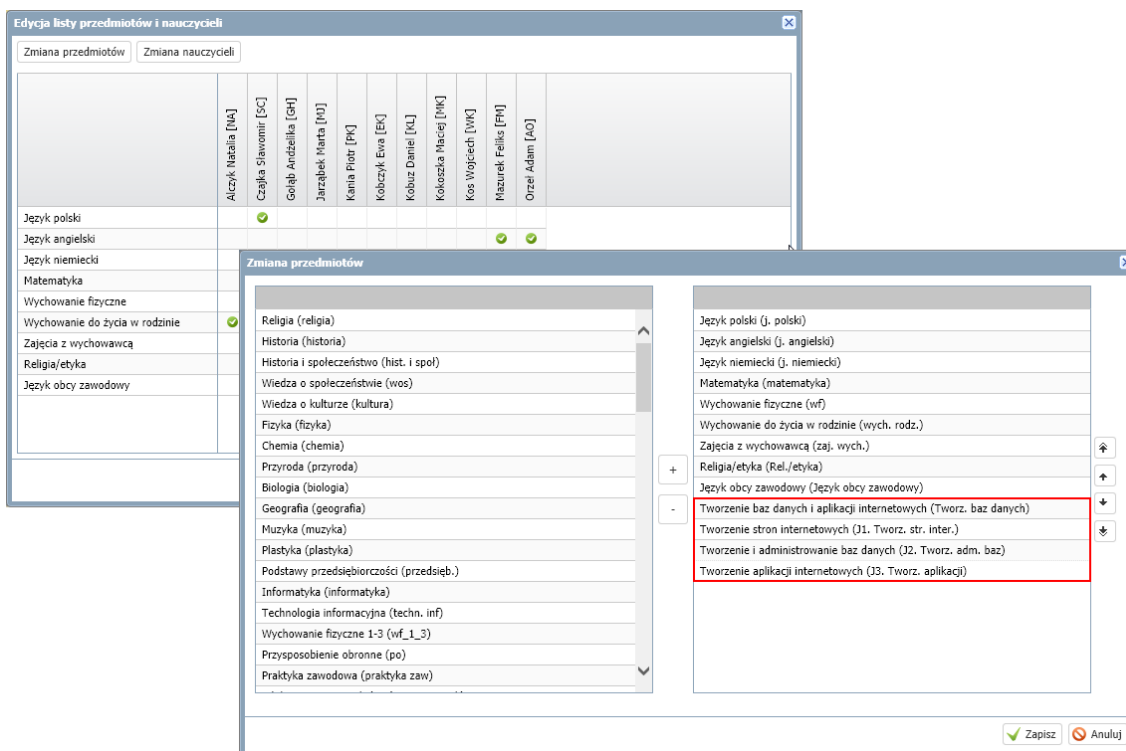 Edycja listy przedmiotów i nauczycieli
Zmiana przedmiotów Zmiana nauczycieli
Alczyk Natalia [NA]
Czajka Sławomir [SC]
Gołąb Andżelika [GH]
Jarząbek Marta [MJ]
Kania Piotr [PK]
Kobczyk Ewa [EK]
Kobuz Daniel [KL]
Kokoszka Maciej [MK]
Kos Wojciech [WK]
Mazurek Feliks [FM]
Orzeł Adam [AO]
Język polski
Język angielski
Język niemiecki
Matematyka
Wychowanie fizyczne
Wychowanie do życia w rodzinie
Zajęcia z wychowawcą
Religia/etyka
Język obcy zawodowy
Zmiana przedmiotów
Religia (religia)
Historia (historia)
Historia i społeczeństwo (hist. i społ)
Wiedza o społeczeństwie (wos)
Wiedza o kulturze (kultura)
Fizyka (fizyka)
Chemia (chemia)
Przyroda (przyroda)
Biologia (biologia)
Geografia (geografia)
Muzyka (muzyka)
Plastyka (plastyka)
Podstawy przedsiębiorczości (przedsięb.)
Informatyka (informatyka)
Technologia informacyjna (techn. inf)
Wychowanie fizyczne 1-3 (wf_1_3)
Przysposobienie obronne (po)
Praktyka zawodowa (praktyka zaw)
+
-
Język polski (j. polski)
Język angielski (j. angielski)
Język niemiecki (j. niemiecki)
Matematyka (matematyka)
Wychowanie fizyczne (wf)
Wychowanie do życia w rodzinie (wych. rodz.)
Zajęcia z wychowawcą (zaj. wych.)
Religia/etyka (Rel./etyka)
Język obcy zawodowy (Język obcy zawodowy)
Tworzenie baz danych i aplikacji internetowych (Tworz. baz danych)
Tworzenie stron internetowych (J1. Tworz. str. inter.)
Tworzenie i administrowanie baz danych (J2. Tworz. adm. baz)
Tworzenie aplikacji internetowych (J3. Tworz. aplikacji)
Zapisz Anuluj